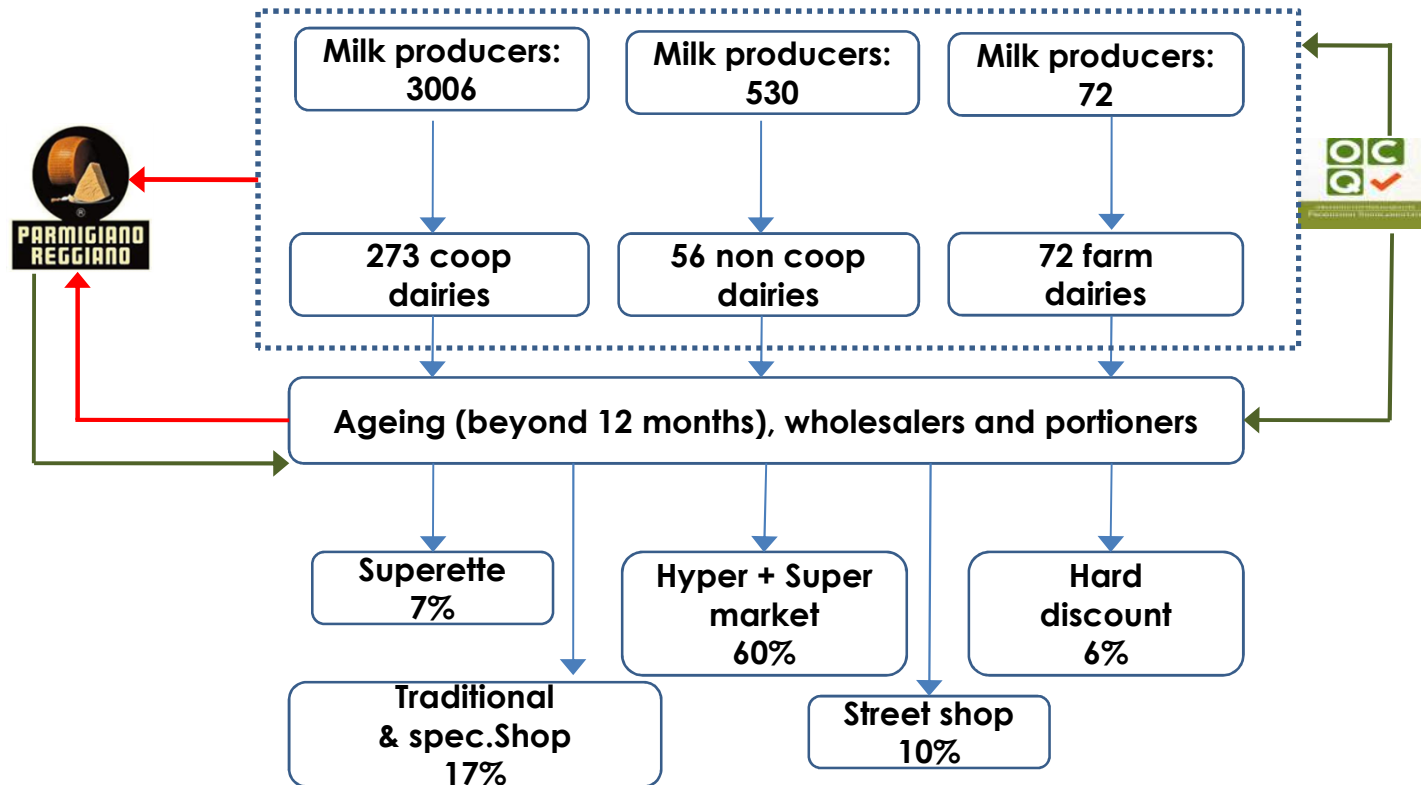 Milk producers:
3006
Milk producers:
530
Milk producers:
72
PARMIGIANO
REGGIANO
®
O C
Q
273 coop
dairies
56 non coop
dairies
72 farm
dairies
Ageing (beyond 12 months), wholesalers and portioners
Superette
7%
Hyper + Super
market
60%
Hard
discount
6%
Traditional
& spec.Shop
17%
Street shop
10%